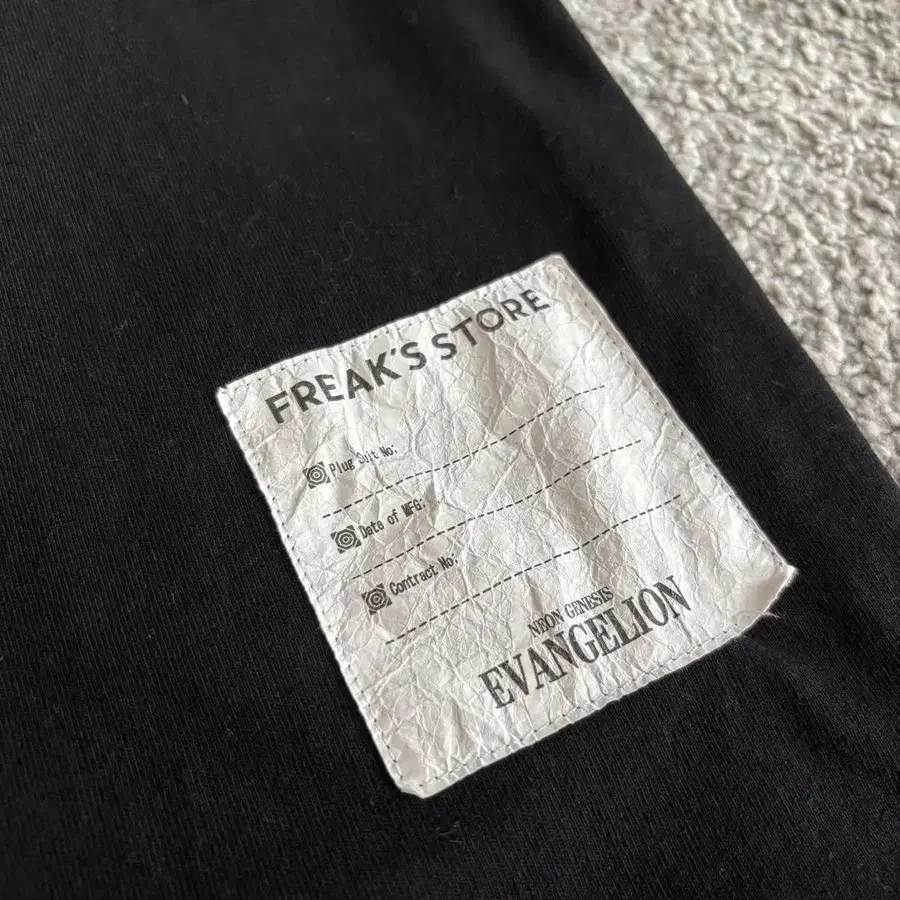 FREAK'S STORE
Plug Suit No:
Date of MFG:
Contract No:
NEON GENESIS
EVANGELION